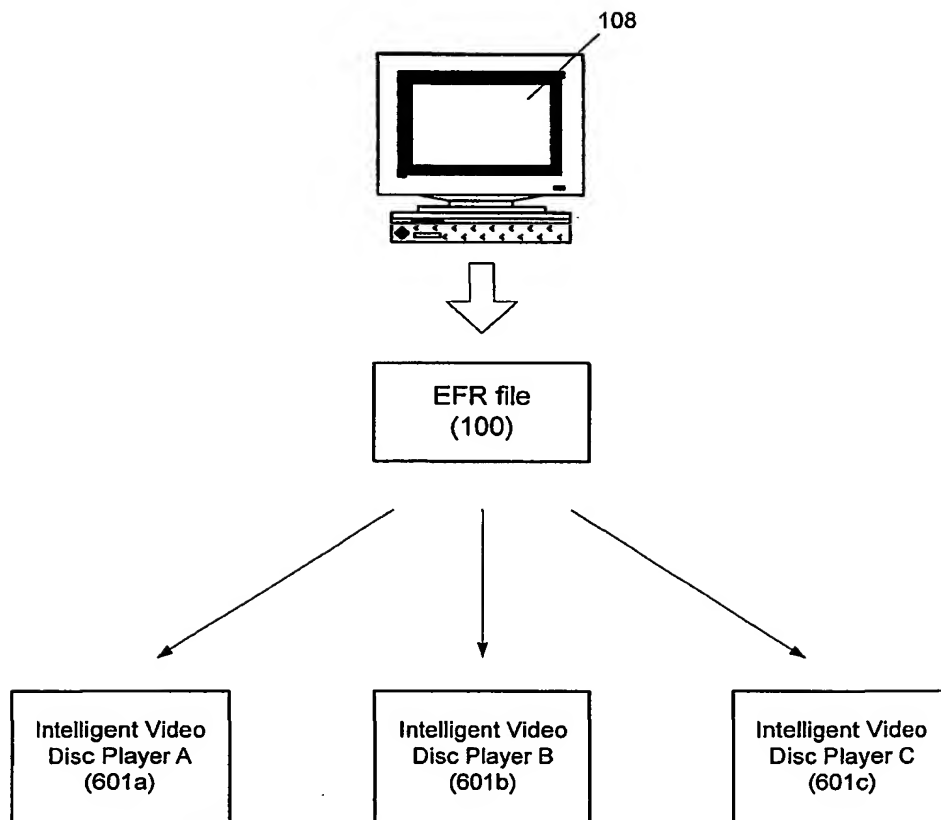 108
EFR file
(100)
Intelligent Video
Disc Player A
(601a)
Intelligent Video
Disc Player B
(601b)
Intelligent Video
Disc Player C
(601c)